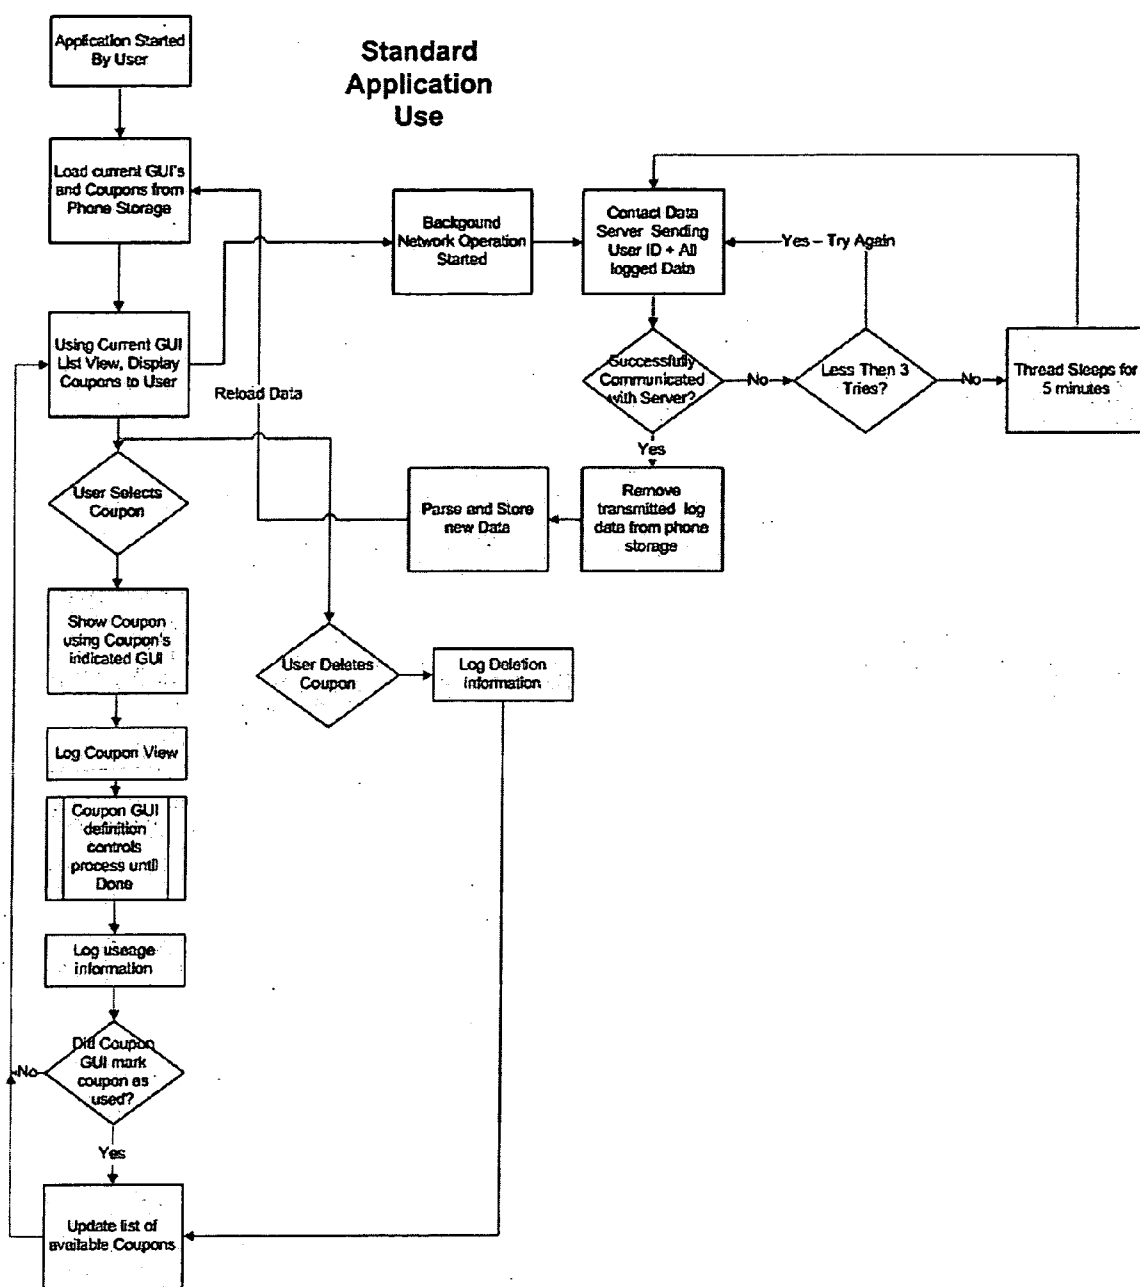 Application Started
By User
Standard
Application
Use
Load current GUI's
and Coupons from
Phone Storage
Backgound
Network Operation
Started
Contact Data
Server Sending
User ID + All
logged Data
Yes – Try Again
Using Current GUI
List View, Display
Coupons to User
Reload Data
Successfully
Communicated
with Server?
No
Less Then 3
Tries?
No
Thread Sleeps for
5 minutes
Yes
User Selects
Coupon
Parse and Store
new Data
Remove
transmitted log
data from phone
storage
Show Coupon
using Coupon's
indicated GUI
User Deletes
Coupon
Log Deletion
Information
Log Coupon View
Coupon GUI
definition
controls
process until
Done
Log useage
information
Did Coupon
GUI mark
coupon as
used?
No
Yes
Update list of
available Coupons